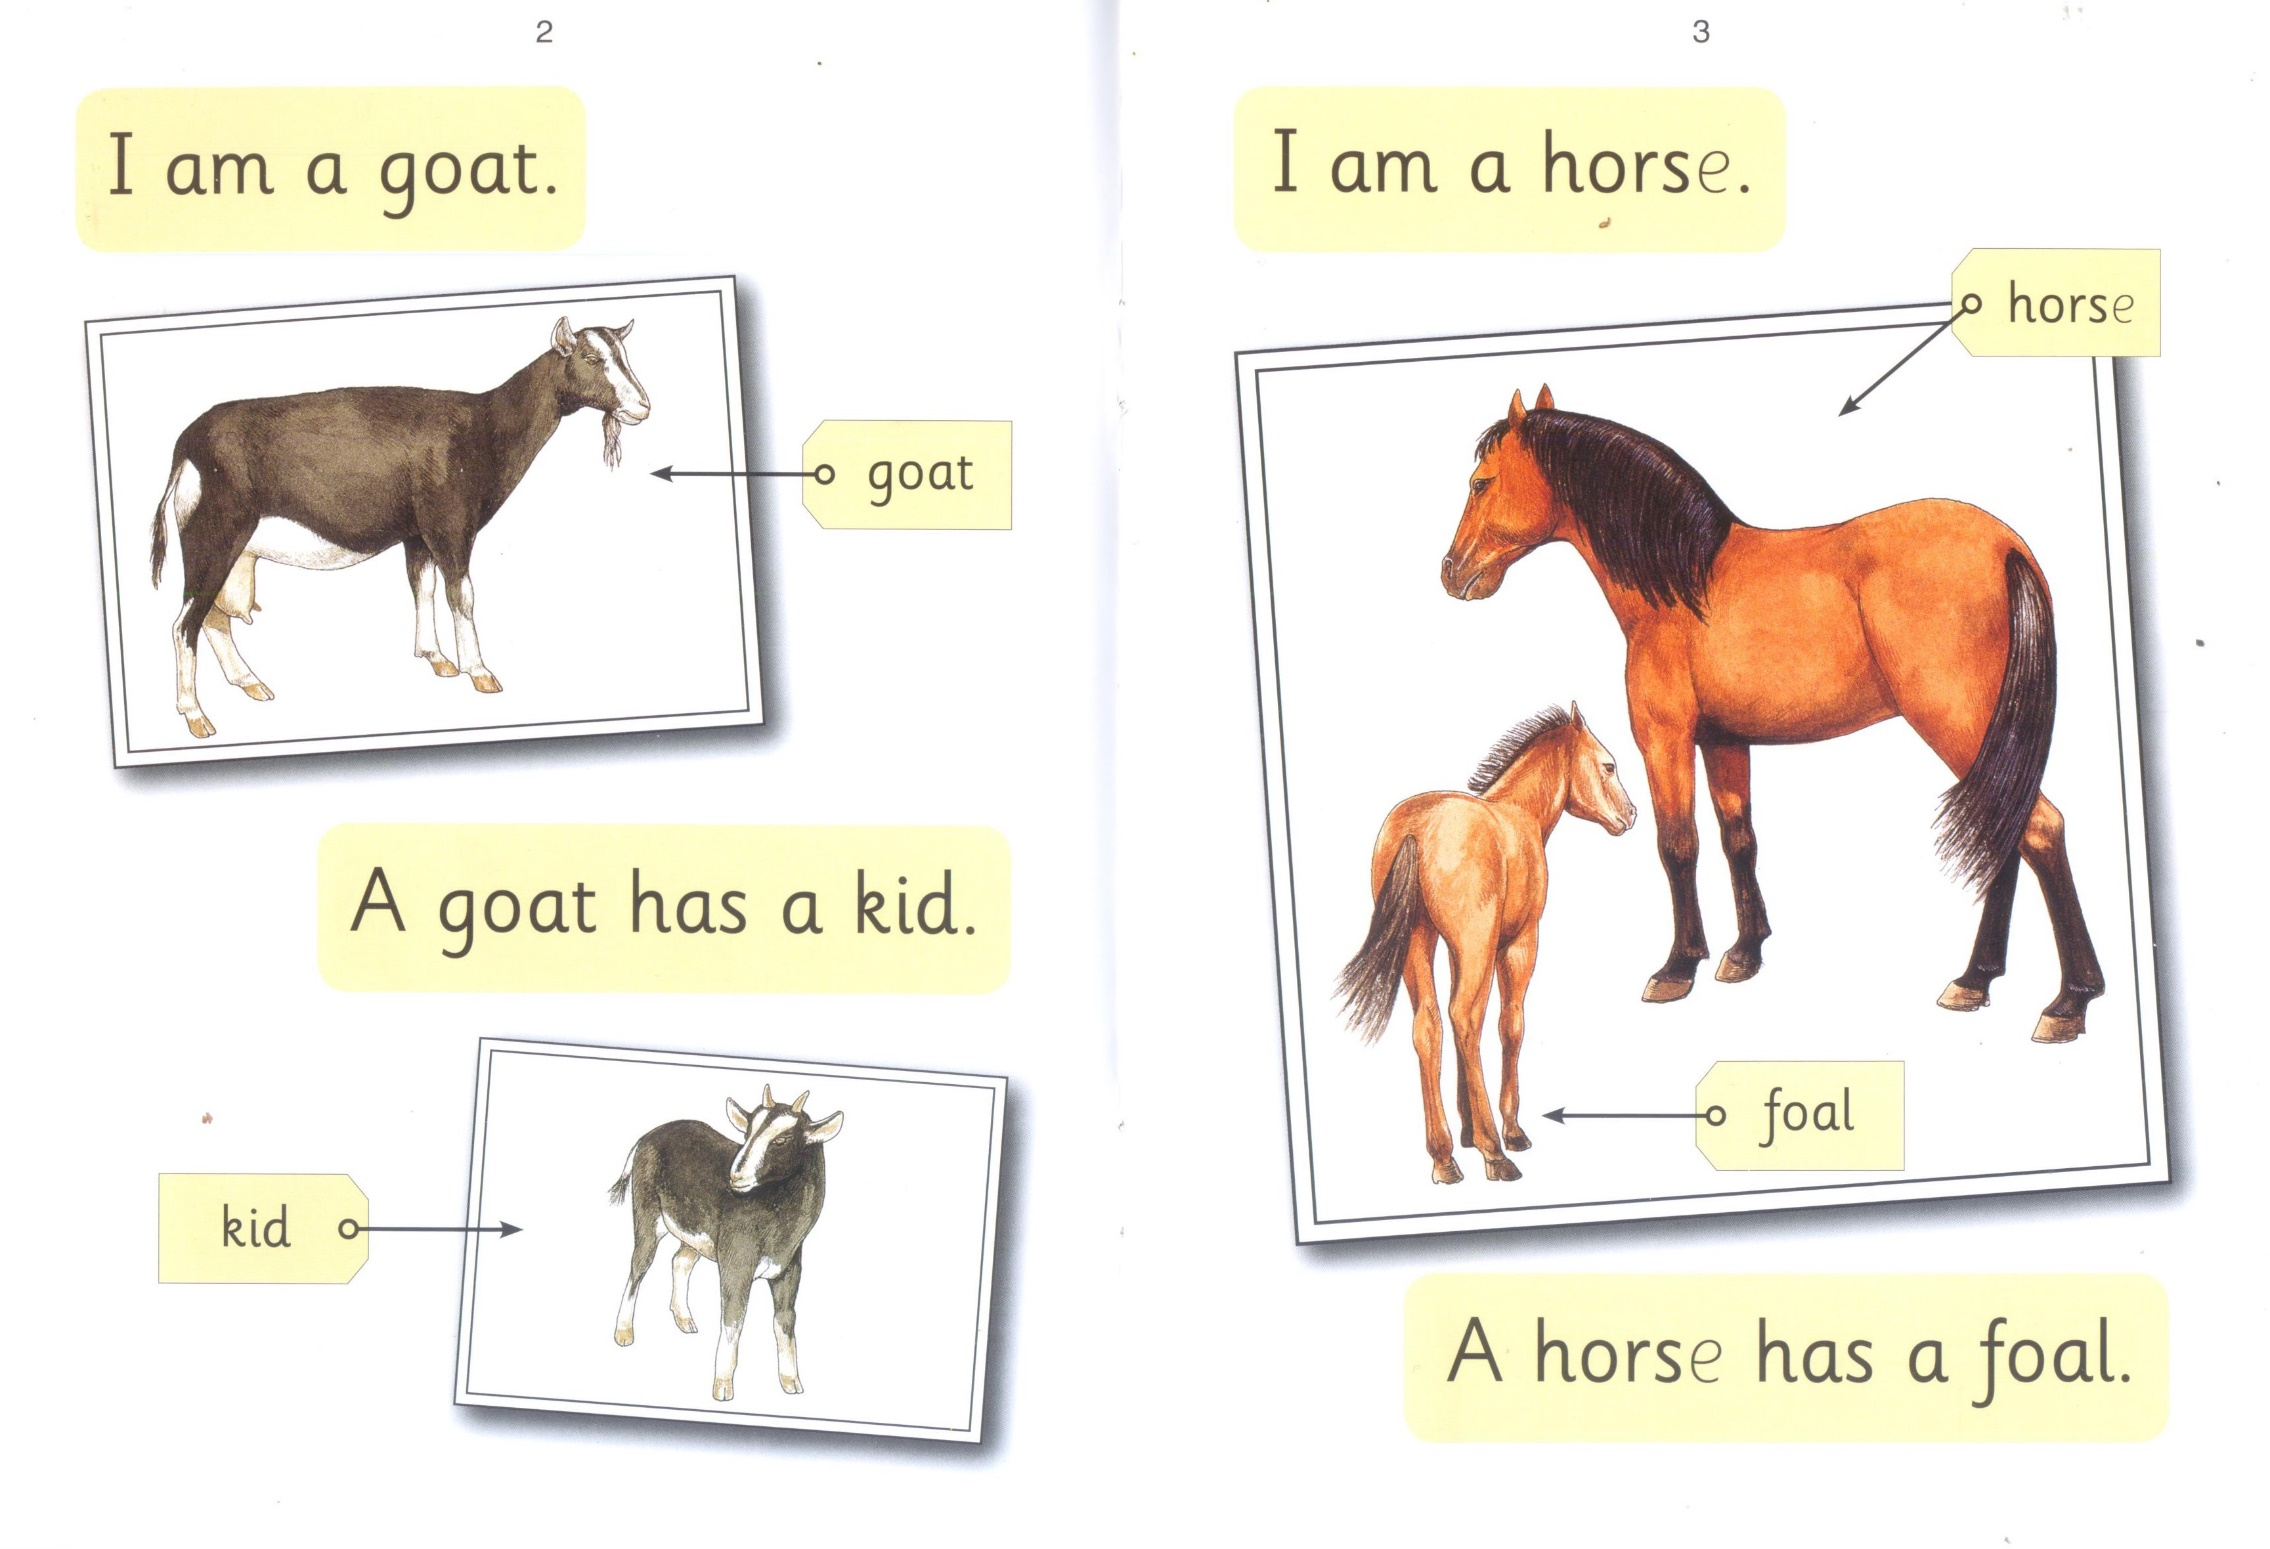 2
I am a goat.
goat
A goat has a kid.
kid
3
I am a horse.
horse
foal
A horse has a foal.